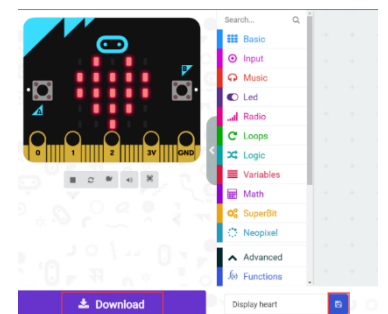 Search...
Basic
Input
Music
Led
Radio
Loops
Logic
Variables
Math
SuperBit
Neopixel
Advanced
f(x) Functions
A
B
0 1 2 3V GND
Download
Display heart